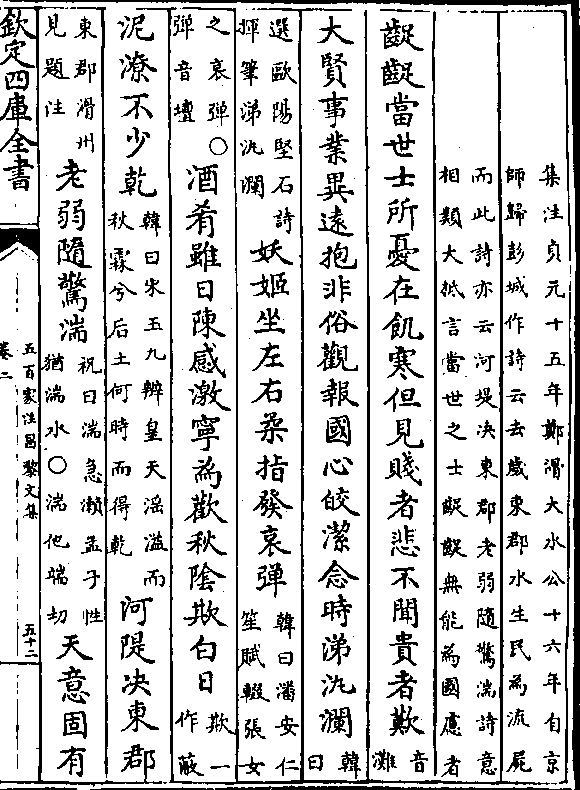 集注貞元十五年鄭滑大水公十六年自京
師歸彭城作詩云去歲東郡水生民為流屍
而此詩亦云河堤决東郡老弱隨驚湍詩意
相類大抵言當世之士齪齪無能為國慮者
齪齪當世士所憂在飢寒但見賤者悲不聞貴者歎音灘
大賢事業異遠抱非俗觀報國心皎潔念時涕汍瀾韓曰
選歐陽堅石詩揮筆涕汍瀾妖姬坐左右柔指發哀彈韓曰潘安仁笙賦輟張女
之哀彈○彈音壇酒肴雖日陳感激寧為歡秋陰欺白日欺一作蔽
泥潦不少乾韓曰宋玉九辨皇天滛溢而秋霖兮后土何時而得乾河隄决東郡
東郡滑州見題注老弱隨驚湍祝曰湍急瀨孟子性猶湍水○湍他端切天意固有
欽定四庫全書
五百家注昌黎文集
卷二
五十二